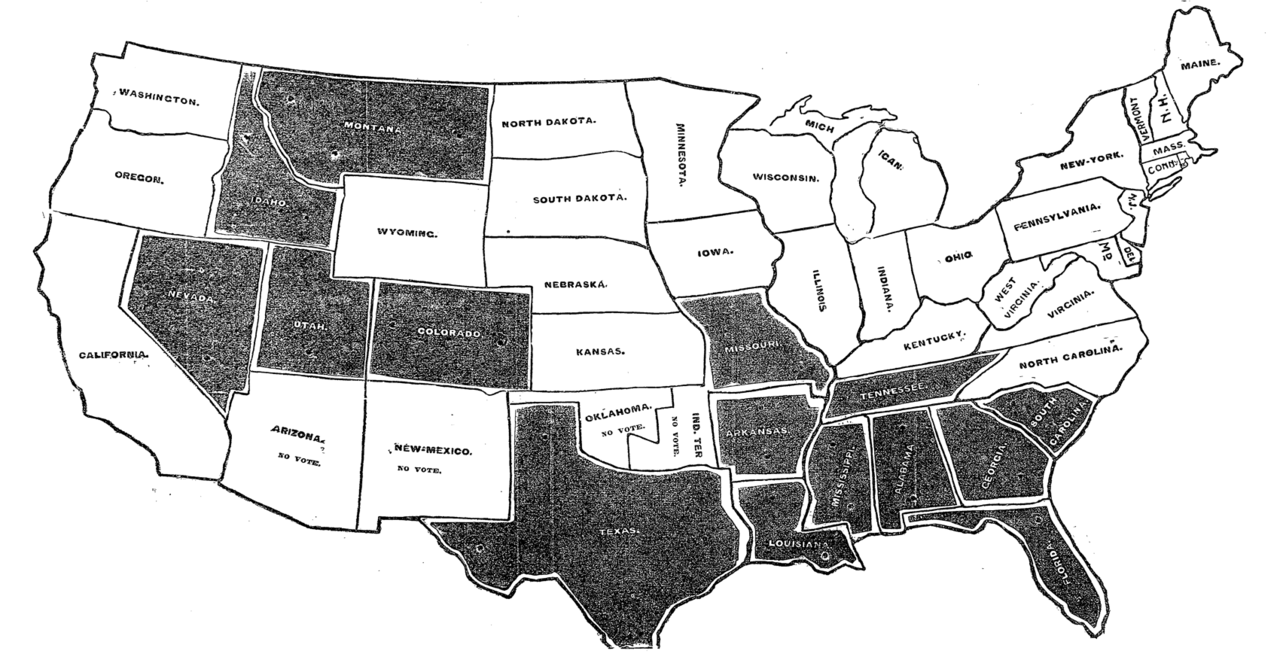 WASHINGTON.
OREGON.
CALIFORNIA.
IDAHO.
NEVADA.
MONTANA
WYOMING.
UTAH.
COLORADO.
ARIZONA.
NO VOTE.
NEW-MEXICO.
NO VOTE.
NORTH DAKOTA.
SOUTH DAKOTA.
NEBRASKA.
KANSAS.
OKLAHOMA.
NO VOTE.
IND. TER
NO VOTE.
TEXAS.
MINNESOTA.
IOWA.
MISSOURI.
ARKANSAS.
LOUISIANA
WISCONSIN.
MICH
IGAN.
ILLINOIS
INDIANA.
OHIO
KENTUCKY.
TENNESSEE.
MISSISSIPPI.
ALABAMA
GEORGIA.
FLORIDA
SOUTH
CAROLINA.
NORTH CAROLINA.
VIRGINIA.
WEST
VIRGINIA.
PENNSYLVANIA.
NEW-YORK.
MD
DEL
N.J.
CONN.
MASS.
VERMONT
N.H.
MAINE.